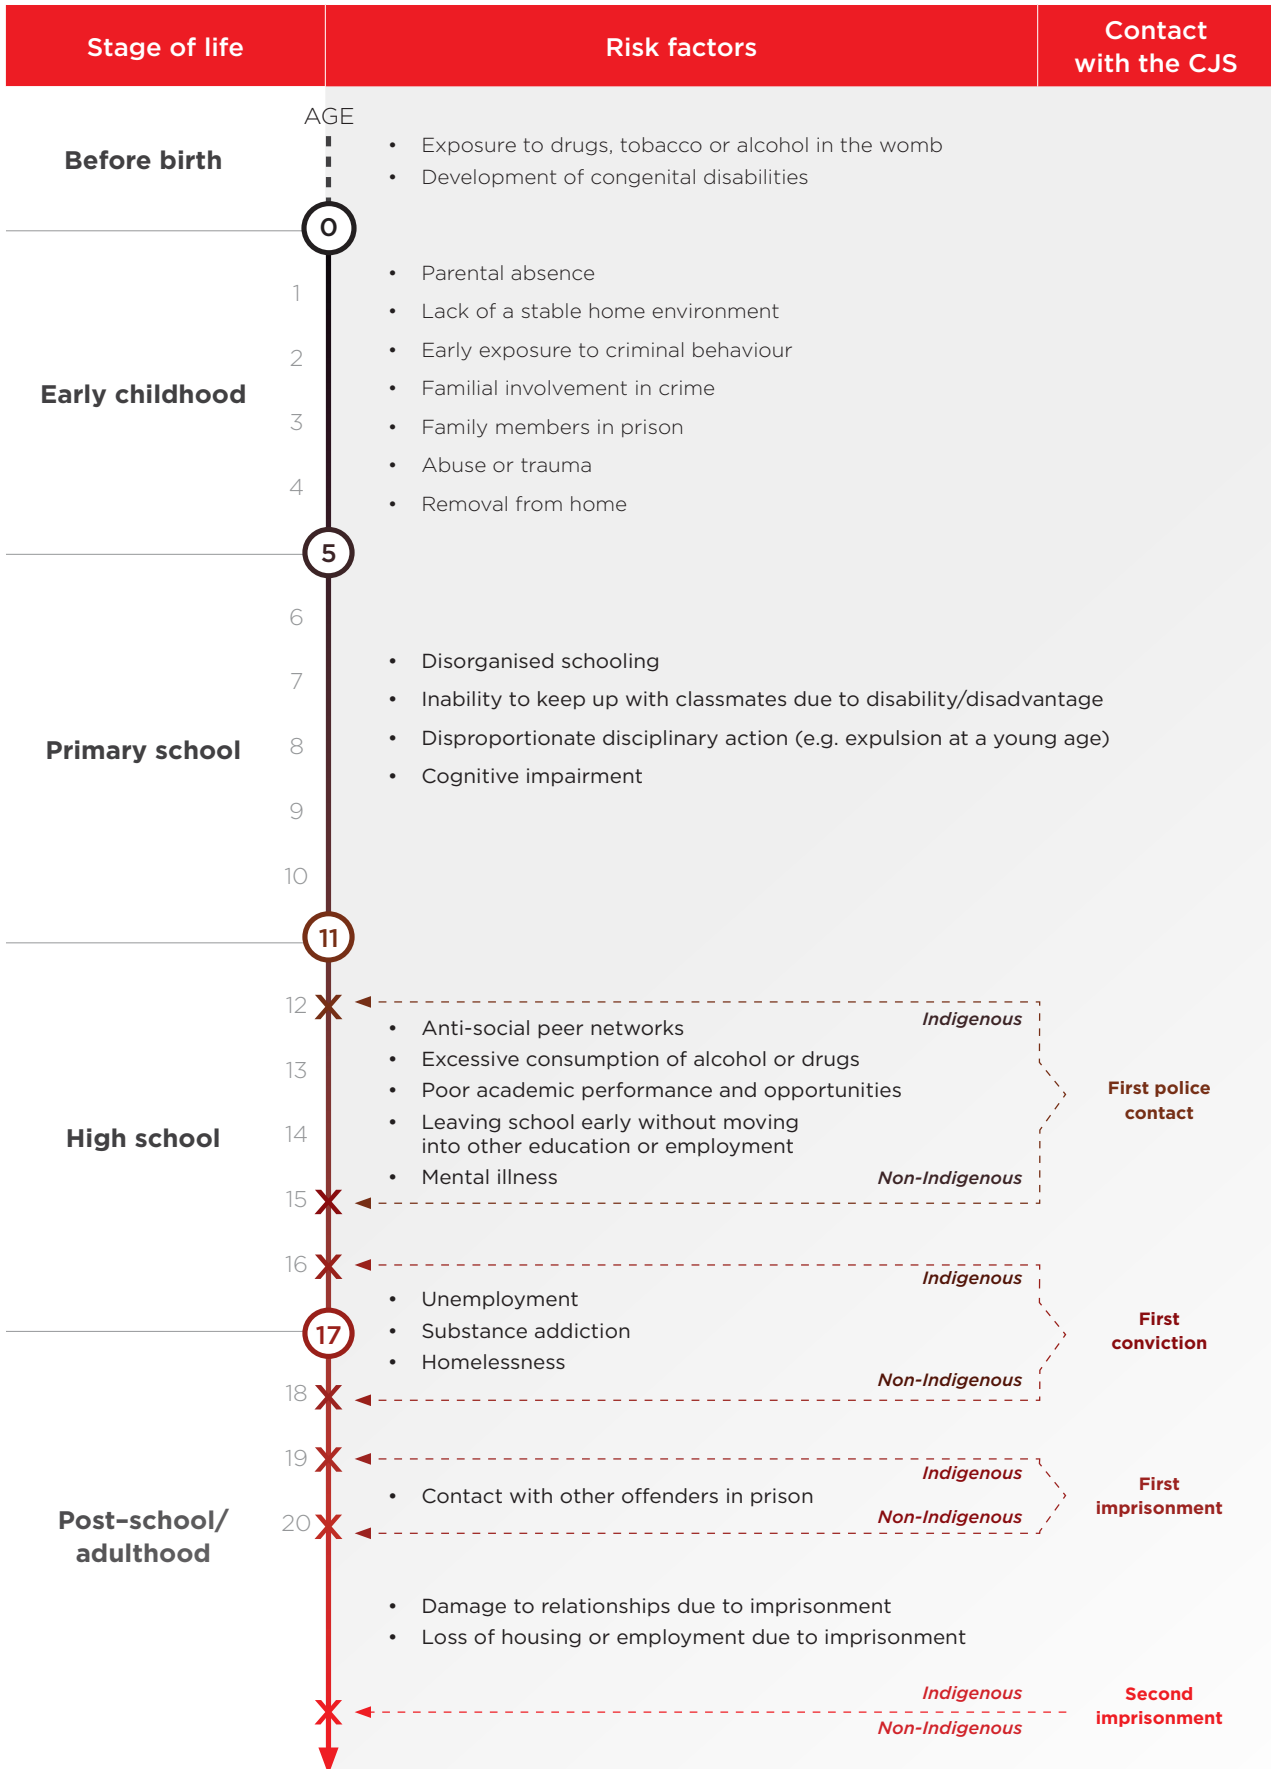 Stage of life
Risk factors
Contact
with the CJS
AGE
Before birth
• Exposure to drugs, tobacco or alcohol in the womb
• Development of congenital disabilities
0
Early childhood
1
2
3
4
• Parental absence
• Lack of a stable home environment
• Early exposure to criminal behaviour
• Familial involvement in crime
• Family members in prison
• Abuse or trauma
• Removal from home
5
Primary school
6
7
8
9
10
• Disorganised schooling
• Inability to keep up with classmates due to disability/disadvantage
• Disproportionate disciplinary action (e.g. expulsion at a young age)
• Cognitive impairment
11
High school
12
13
14
15
16
Indigenous
• Anti-social peer networks
• Excessive consumption of alcohol or drugs
• Poor academic performance and opportunities
• Leaving school early without moving
into other education or employment
• Mental illness
Non-Indigenous
First police
contact
Indigenous
• Unemployment
• Substance addiction
• Homelessness
Non-Indigenous
First
conviction
17
Post–school/
adulthood
18
19
20
Indigenous
• Contact with other offenders in prison
Non-Indigenous
First
imprisonment
• Damage to relationships due to imprisonment
• Loss of housing or employment due to imprisonment
Indigenous
Non-Indigenous
Second
imprisonment